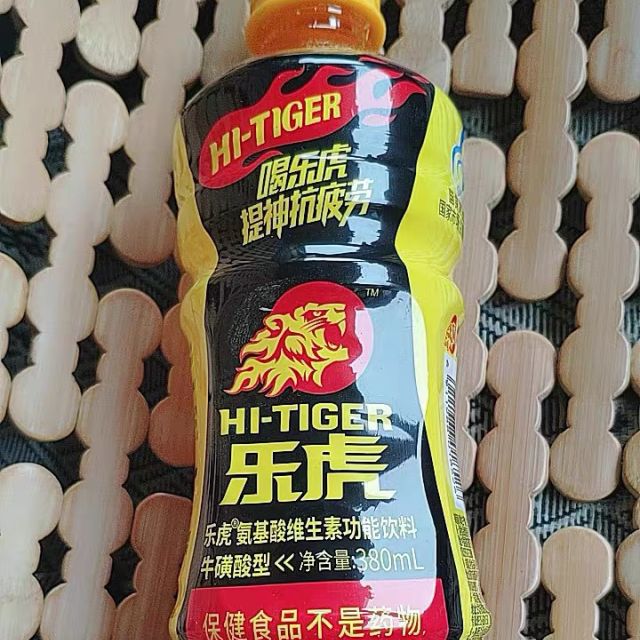 HI-TIGER
喝乐虎
提神抗疲劳
TM
HI-TIGER
乐虎
乐虎®氨基酸维生素功能饮料
牛磺酸型 << 净含量:380mL
保健食品不是药物